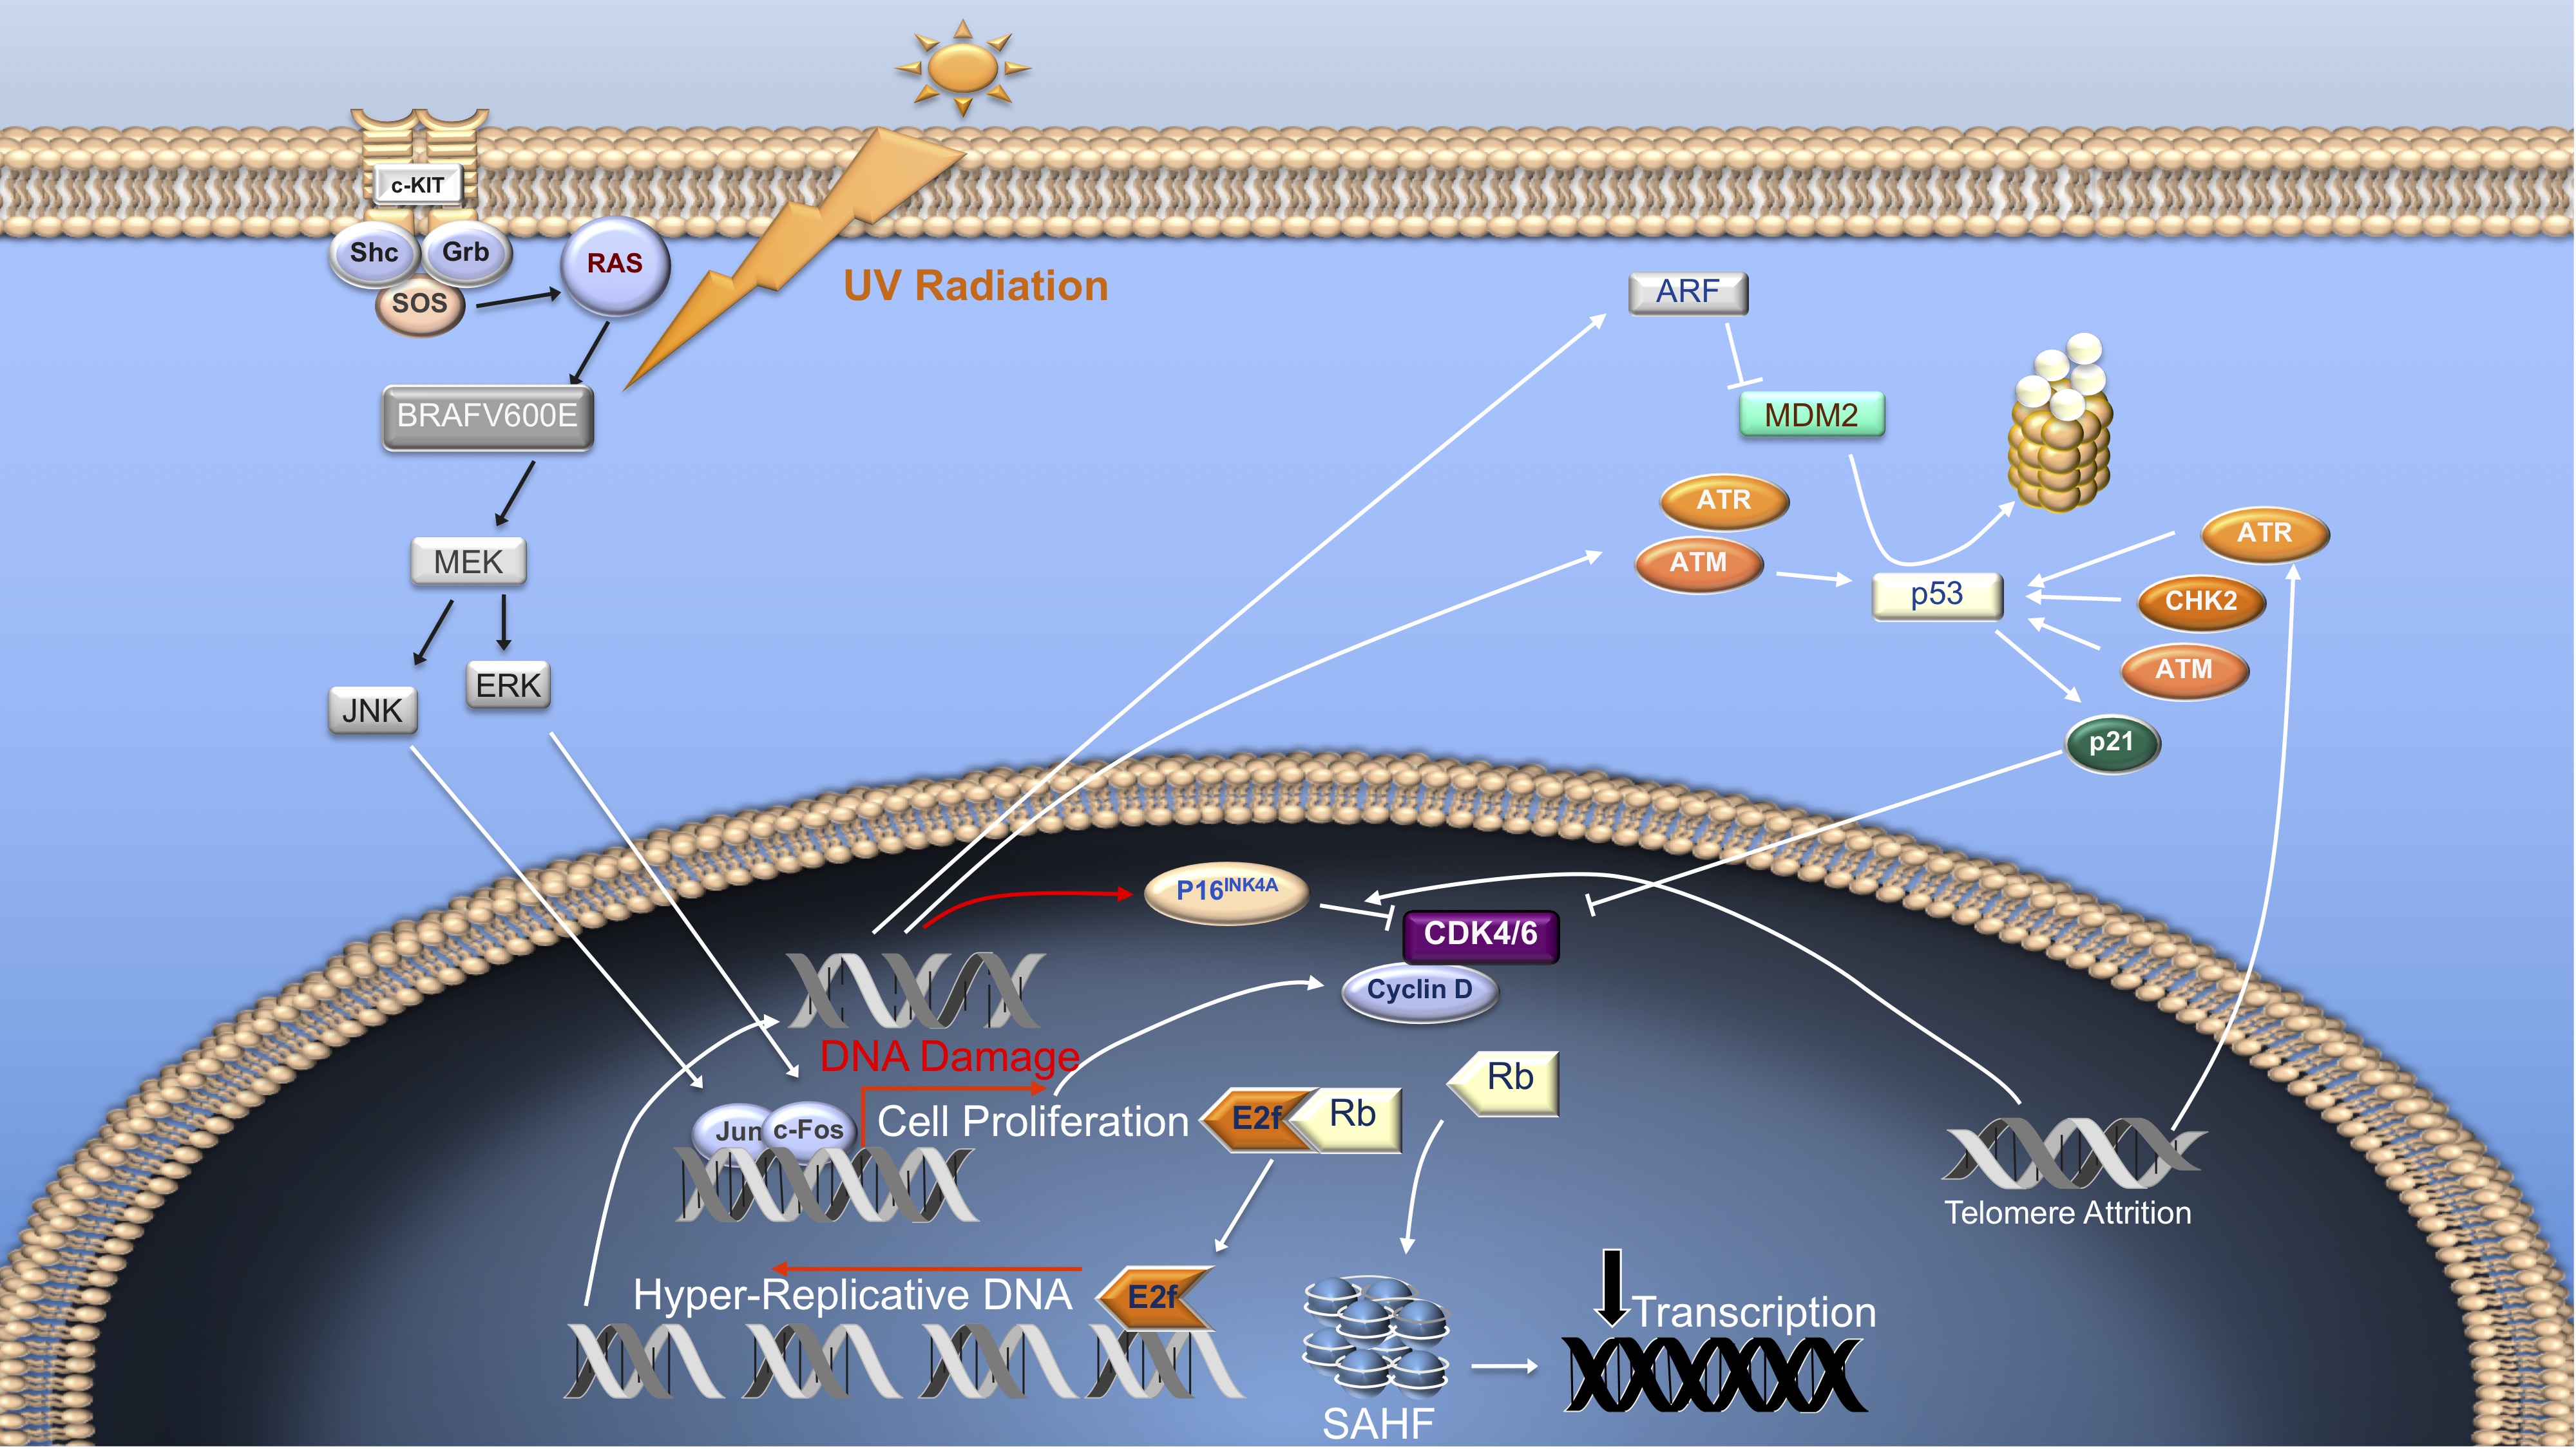 c-KIT
Shc
Grb
SOS
RAS
UV Radiation
BRAFV600E
MEK
JNK
ERK
ARF
MDM2
ATR
ATM
p53
ATR
CHK2
ATM
p21
P16INK4A
CDK4/6
Cyclin D
DNA Damage
Jun
c-Fos
Cell Proliferation
E2f
Rb
Rb
Telomere Attrition
Hyper-Replicative DNA
E2f
Transcription
SAHF